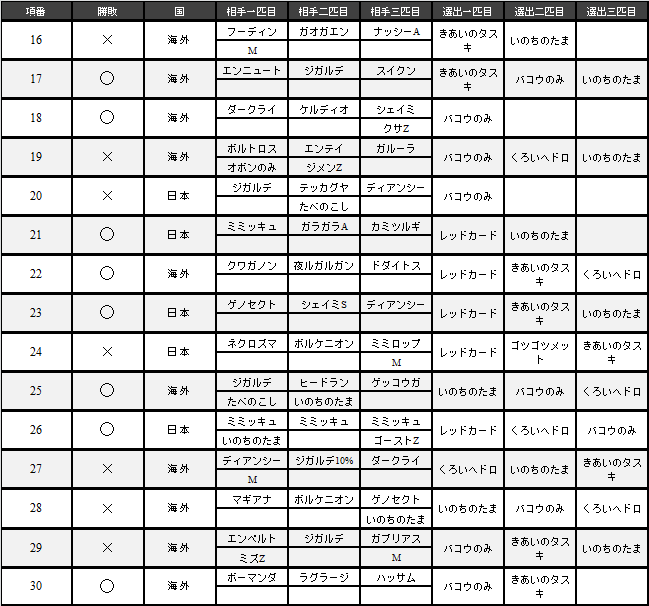 項番 勝敗 国 相手一匹目 相手二匹目 相手三匹目 選出一匹目 選出二匹目 選出三匹目
16 × 海外 フーディン ガオガエン ナッシーA きあいのタスキ いのちのたま
M
17 ○ 海外 エンニュート ジガルデ スイクン きあいのタスキ バコウのみ いのちのたま
18 ○ 海外 ダークライ ケルディオ シェイミ バコウのみ
クサZ
19 × 海外 ボルトロス エンテイ ガルーラ バコウのみ くろいヘドロ いのちのたま
オボンのみ ジメンZ
20 × 日本 ジガルデ テッカグヤ ディアンシー バコウのみ
たべのこし
21 ○ 日本 ミミッキュ ガラガラA カミツルギ レッドカード いのちのたま
22 ○ 海外 クワガノン 夜ルガルガン ドダイトス レッドカード きあいのタスキ くろいヘドロ
23 ○ 日本 ゲノセクト シェイミS ディアンシー レッドカード きあいのタスキ いのちのたま
24 × 日本 ネクロズマ ボルケニオン ミミロップ レッドカード ゴツゴツメット きあいのタスキ
M
25 ○ 海外 ジガルデ ヒードラン ゲッコウガ いのちのたま バコウのみ くろいヘドロ
たべのこし いのちのたま
26 ○ 日本 ミミッキュ ミミッキュ ミミッキュ レッドカード くろいヘドロ バコウのみ
いのちのたま ゴーストZ
27 × 海外 ディアンシー ジガルデ10% ダークライ くろいヘドロ いのちのたま きあいのタスキ
M
28 × 海外 マギアナ ボルケニオン ゲノセクト いのちのたま バコウのみ くろいヘドロ
いのちのたま
29 × 海外 エンペルト ジガルデ ガブリアス バコウのみ きあいのタスキ いのちのたま
ミズZ M
30 ○ 海外 ボーマンダ ラグラージ ハッサム バコウのみ きあいのタスキ